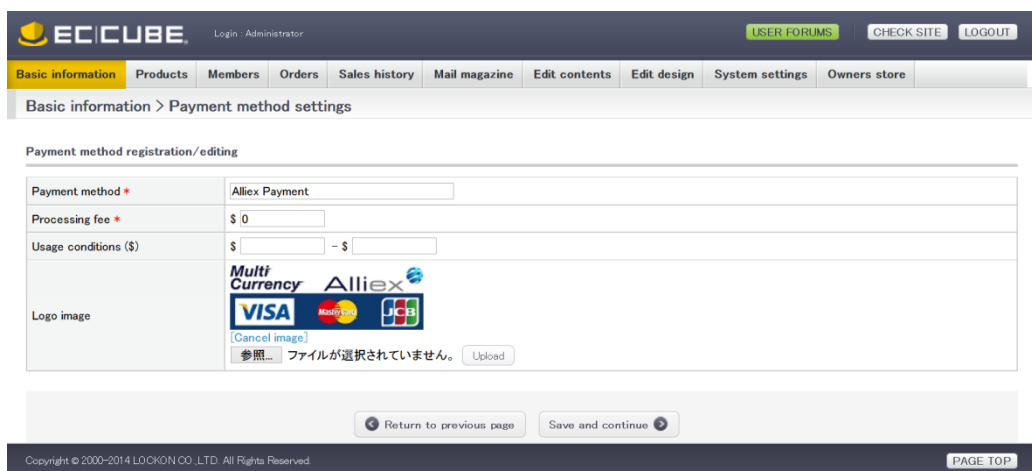 EC CUBE. Login : Administrator USER FORUMS CHECK SITE LOGOUT
Basic information Products Members Orders Sales history Mail magazine Edit contents Edit design System settings Owners store
Basic information > Payment method settings
Payment method registration/editing
Payment method * Alliex Payment
Processing fee * $ 0
Usage conditions ($) $ – $
Logo image
Multi
Currency Alliex
VISA MasterCard JCB
[Cancel image]
参照... ファイルが選択されていません。 Upload
Return to previous page Save and continue
Copyright © 2000-2014 LOCKON CO.,LTD. All Rights Reserved. PAGE TOP